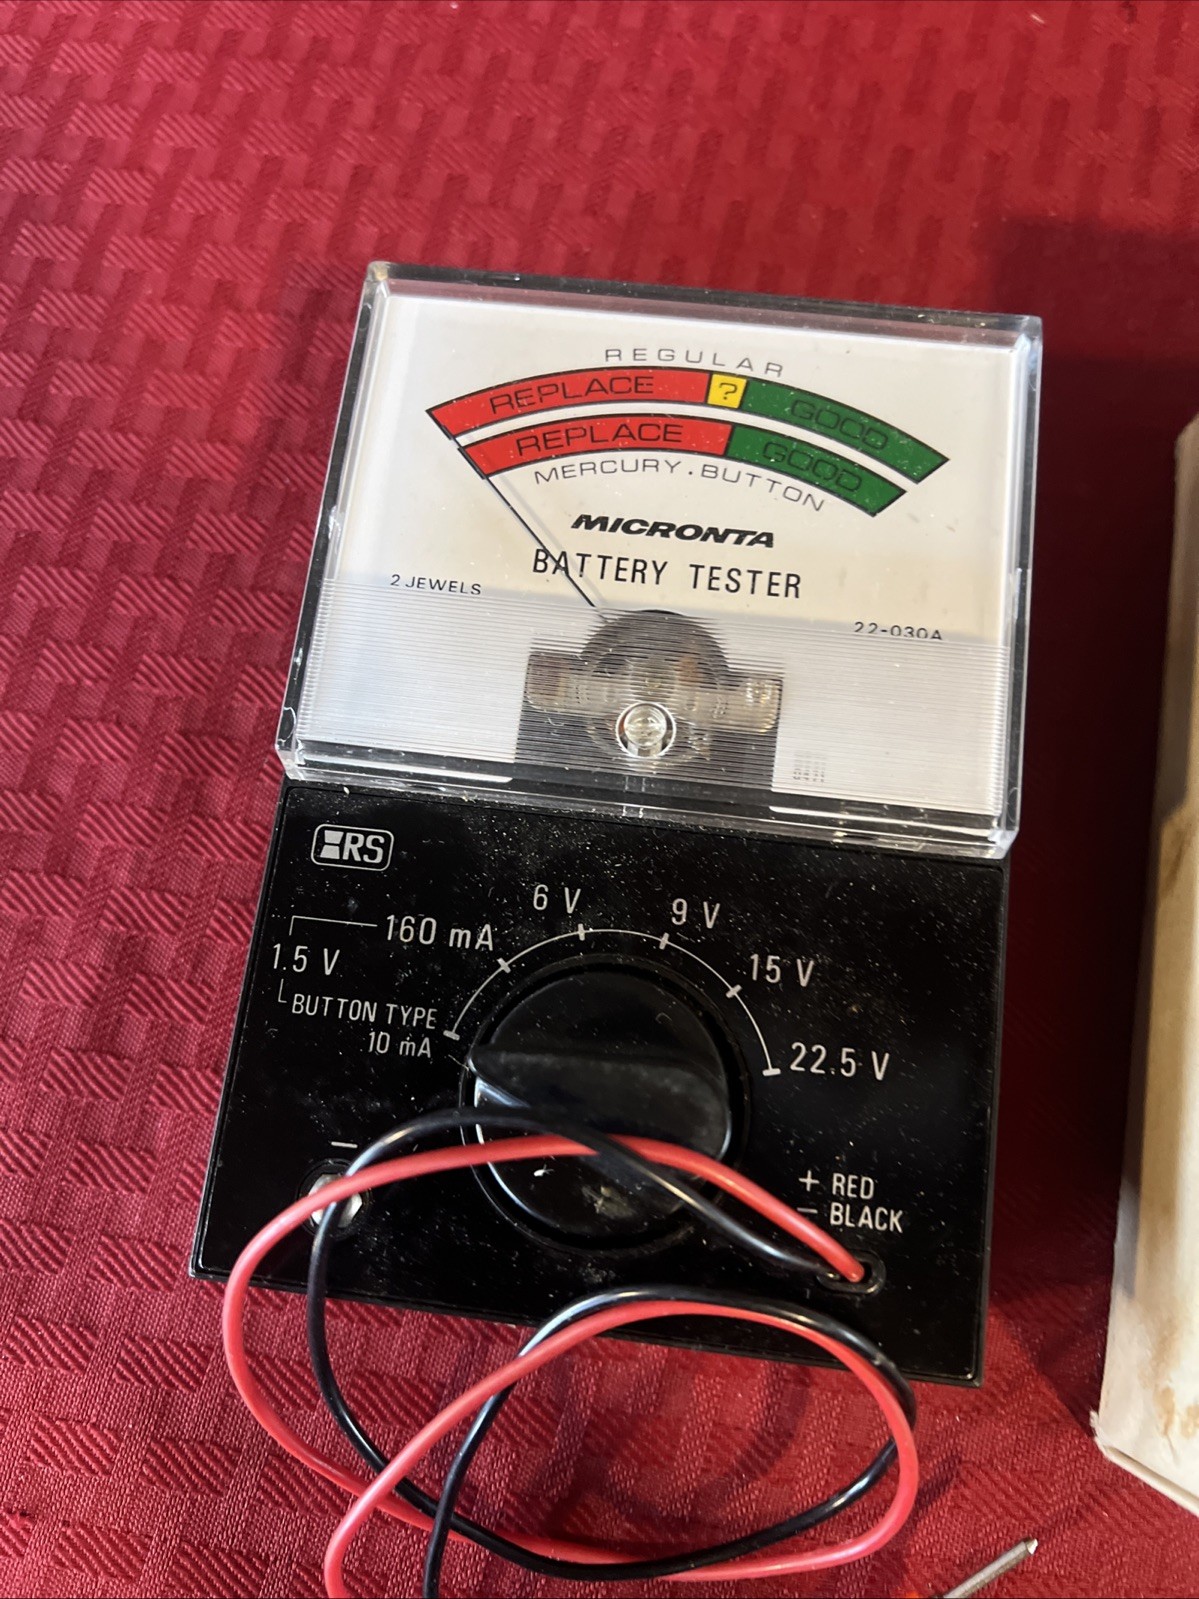 REGULAR
REPLACE ? GOOD
REPLACE GOOD
MERCURY·BUTTON
MICRONTA
BATTERY TESTER
2 JEWELS
22-030A
RS
6 V
9 V
160 mA
15 V
1.5 V
BUTTON TYPE
10 mA
22.5 V
−
+ RED
− BLACK